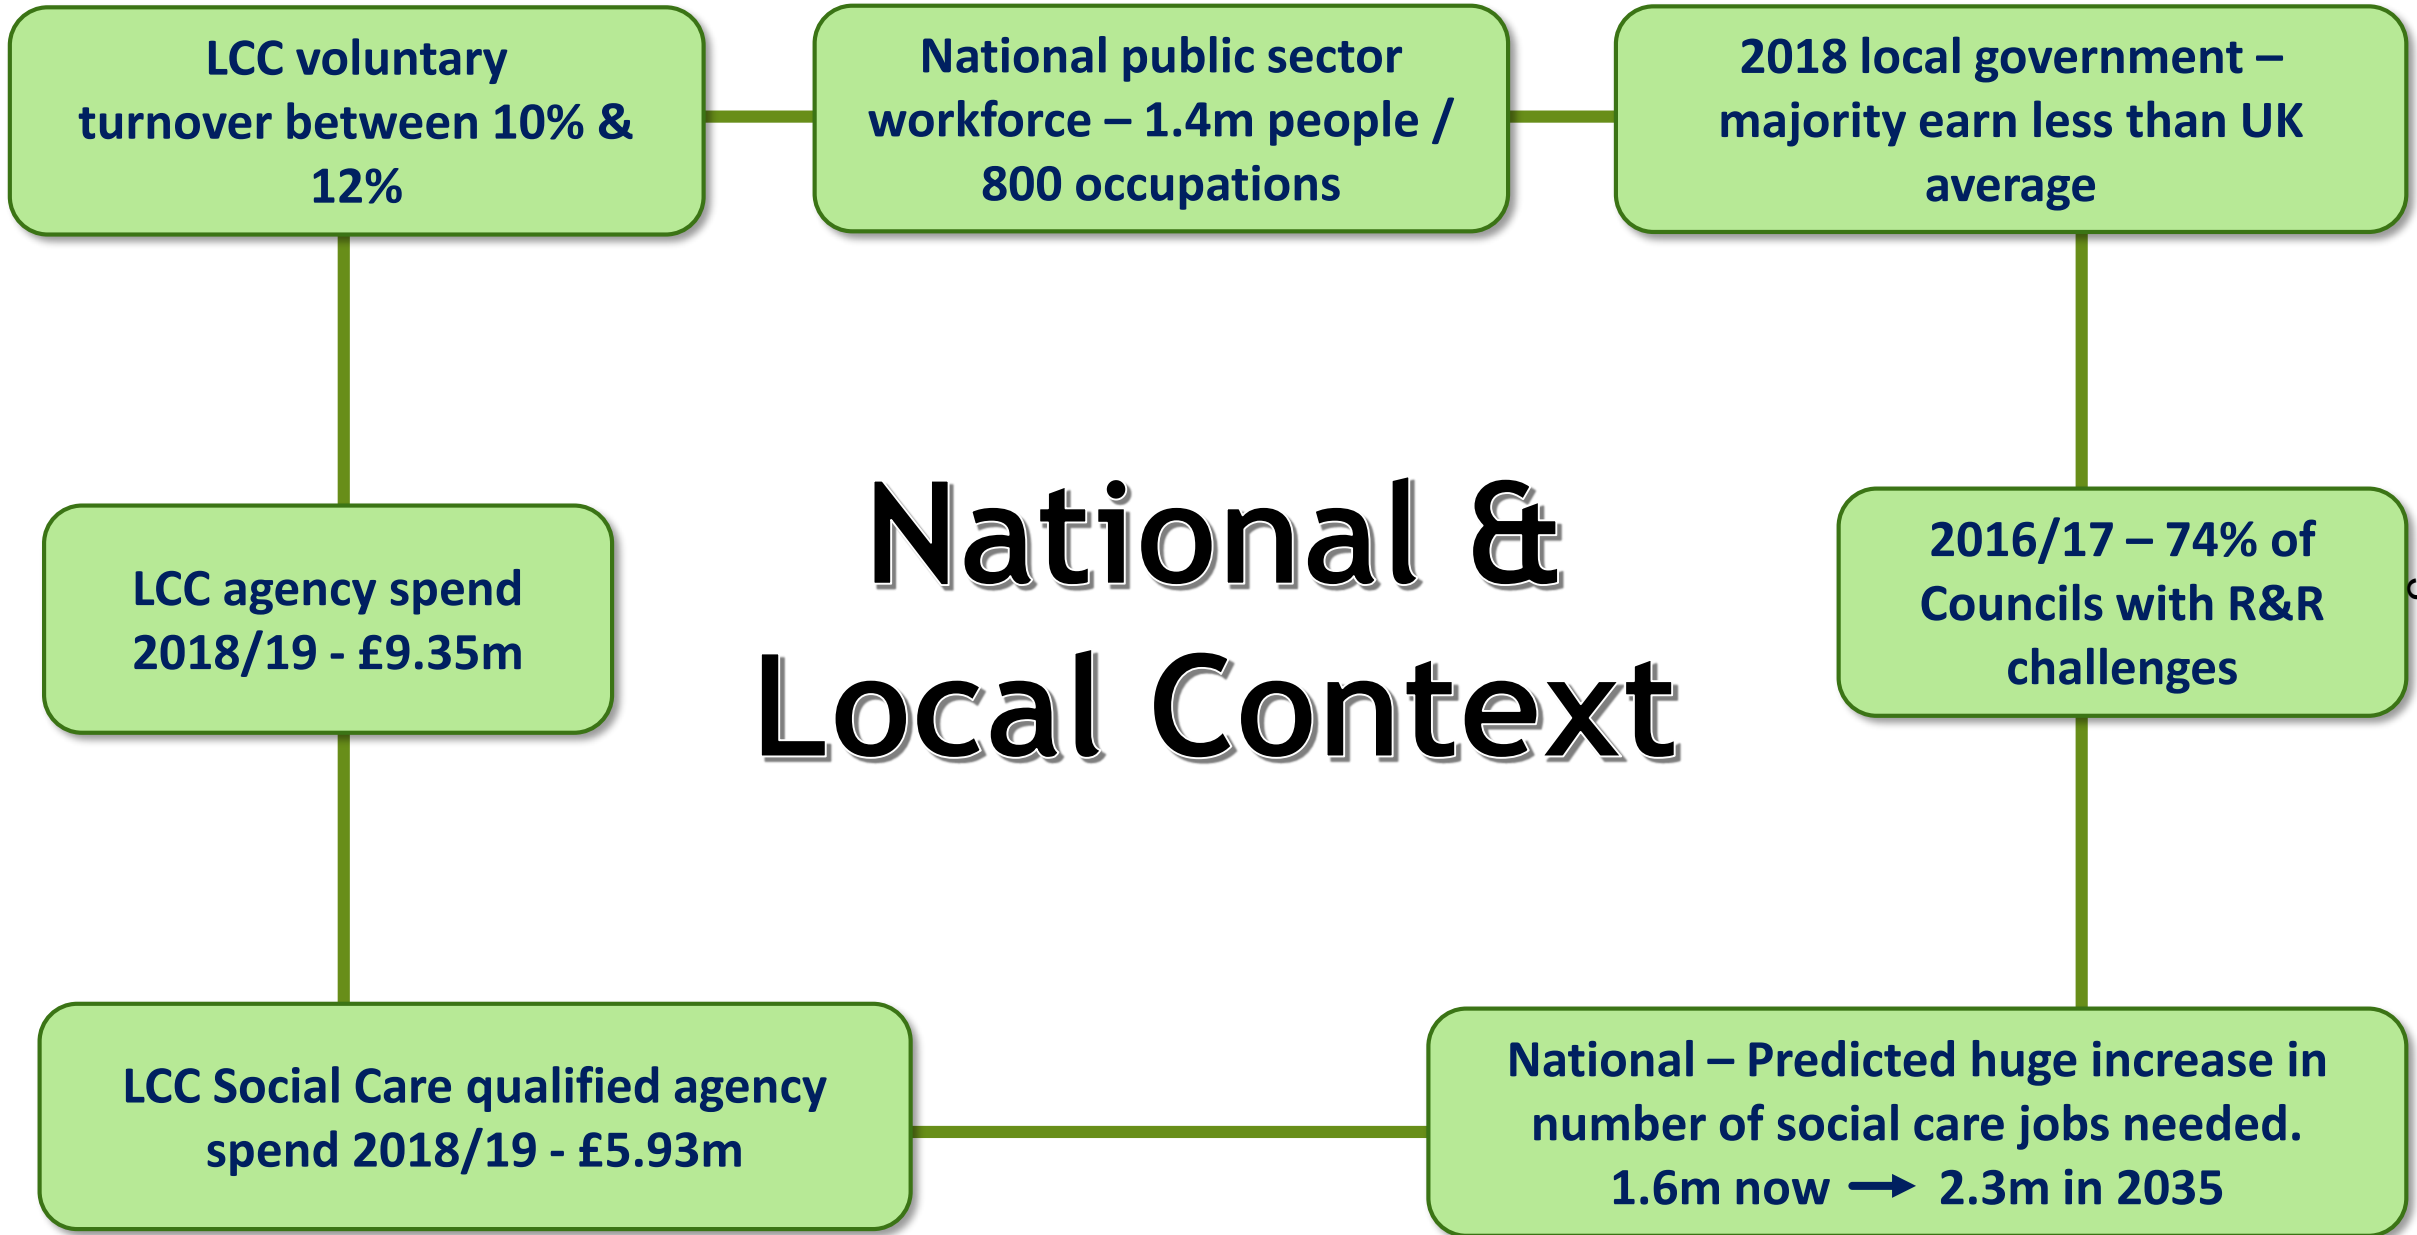 LCC voluntary
turnover between 10% &
12%
National public sector
workforce – 1.4m people /
800 occupations
2018 local government –
majority earn less than UK
average
National &
Local Context
LCC agency spend
2018/19 - £9.35m
2016/17 – 74% of
Councils with R&R
challenges
LCC Social Care qualified agency
spend 2018/19 - £5.93m
National – Predicted huge increase in
number of social care jobs needed.
1.6m now → 2.3m in 2035